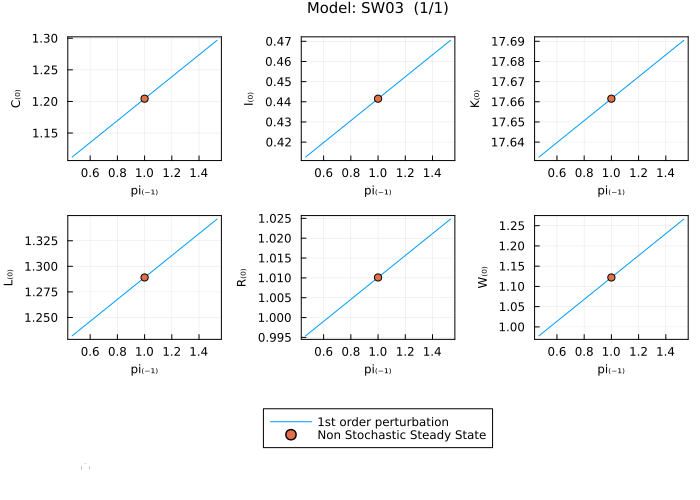 Model: SW03 (1/1)
1.30
1.25
1.20
1.15
C₍₀₎
0.6 0.8 1.0 1.2 1.4
pi₍₋₁₎
0.47
0.46
0.45
0.44
0.43
0.42
I₍₀₎
0.6 0.8 1.0 1.2 1.4
pi₍₋₁₎
17.69
17.68
17.67
17.66
17.65
17.64
K₍₀₎
0.6 0.8 1.0 1.2 1.4
pi₍₋₁₎
1.325
1.300
1.275
1.250
L₍₀₎
0.6 0.8 1.0 1.2 1.4
pi₍₋₁₎
1.025
1.020
1.015
1.010
1.005
1.000
0.995
R₍₀₎
0.6 0.8 1.0 1.2 1.4
pi₍₋₁₎
1.25
1.20
1.15
1.10
1.05
1.00
W₍₀₎
0.6 0.8 1.0 1.2 1.4
pi₍₋₁₎
1st order perturbation
Non Stochastic Steady State